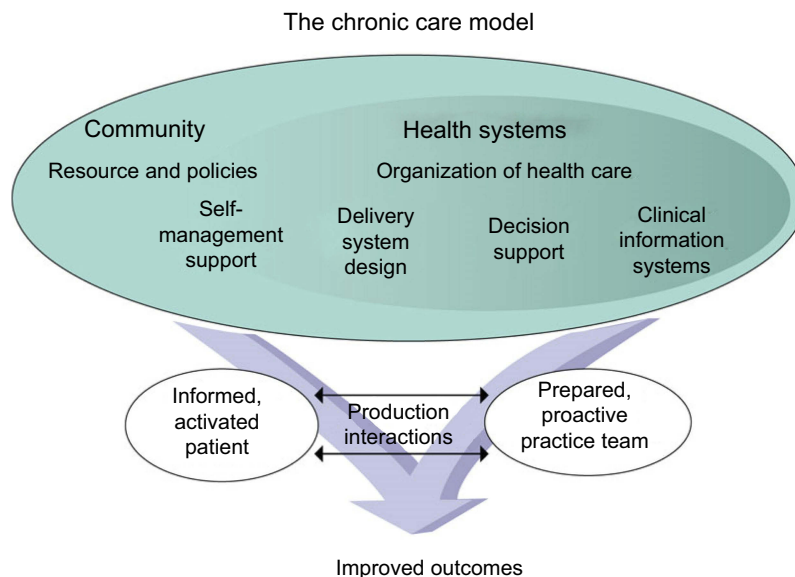 The chronic care model
Community
Health systems
Resource and policies
Organization of health care
Self-
management
support
Delivery
system
design
Decision
support
Clinical
information
systems
Informed,
activated
patient
Production
interactions
Prepared,
proactive
practice team
Improved outcomes